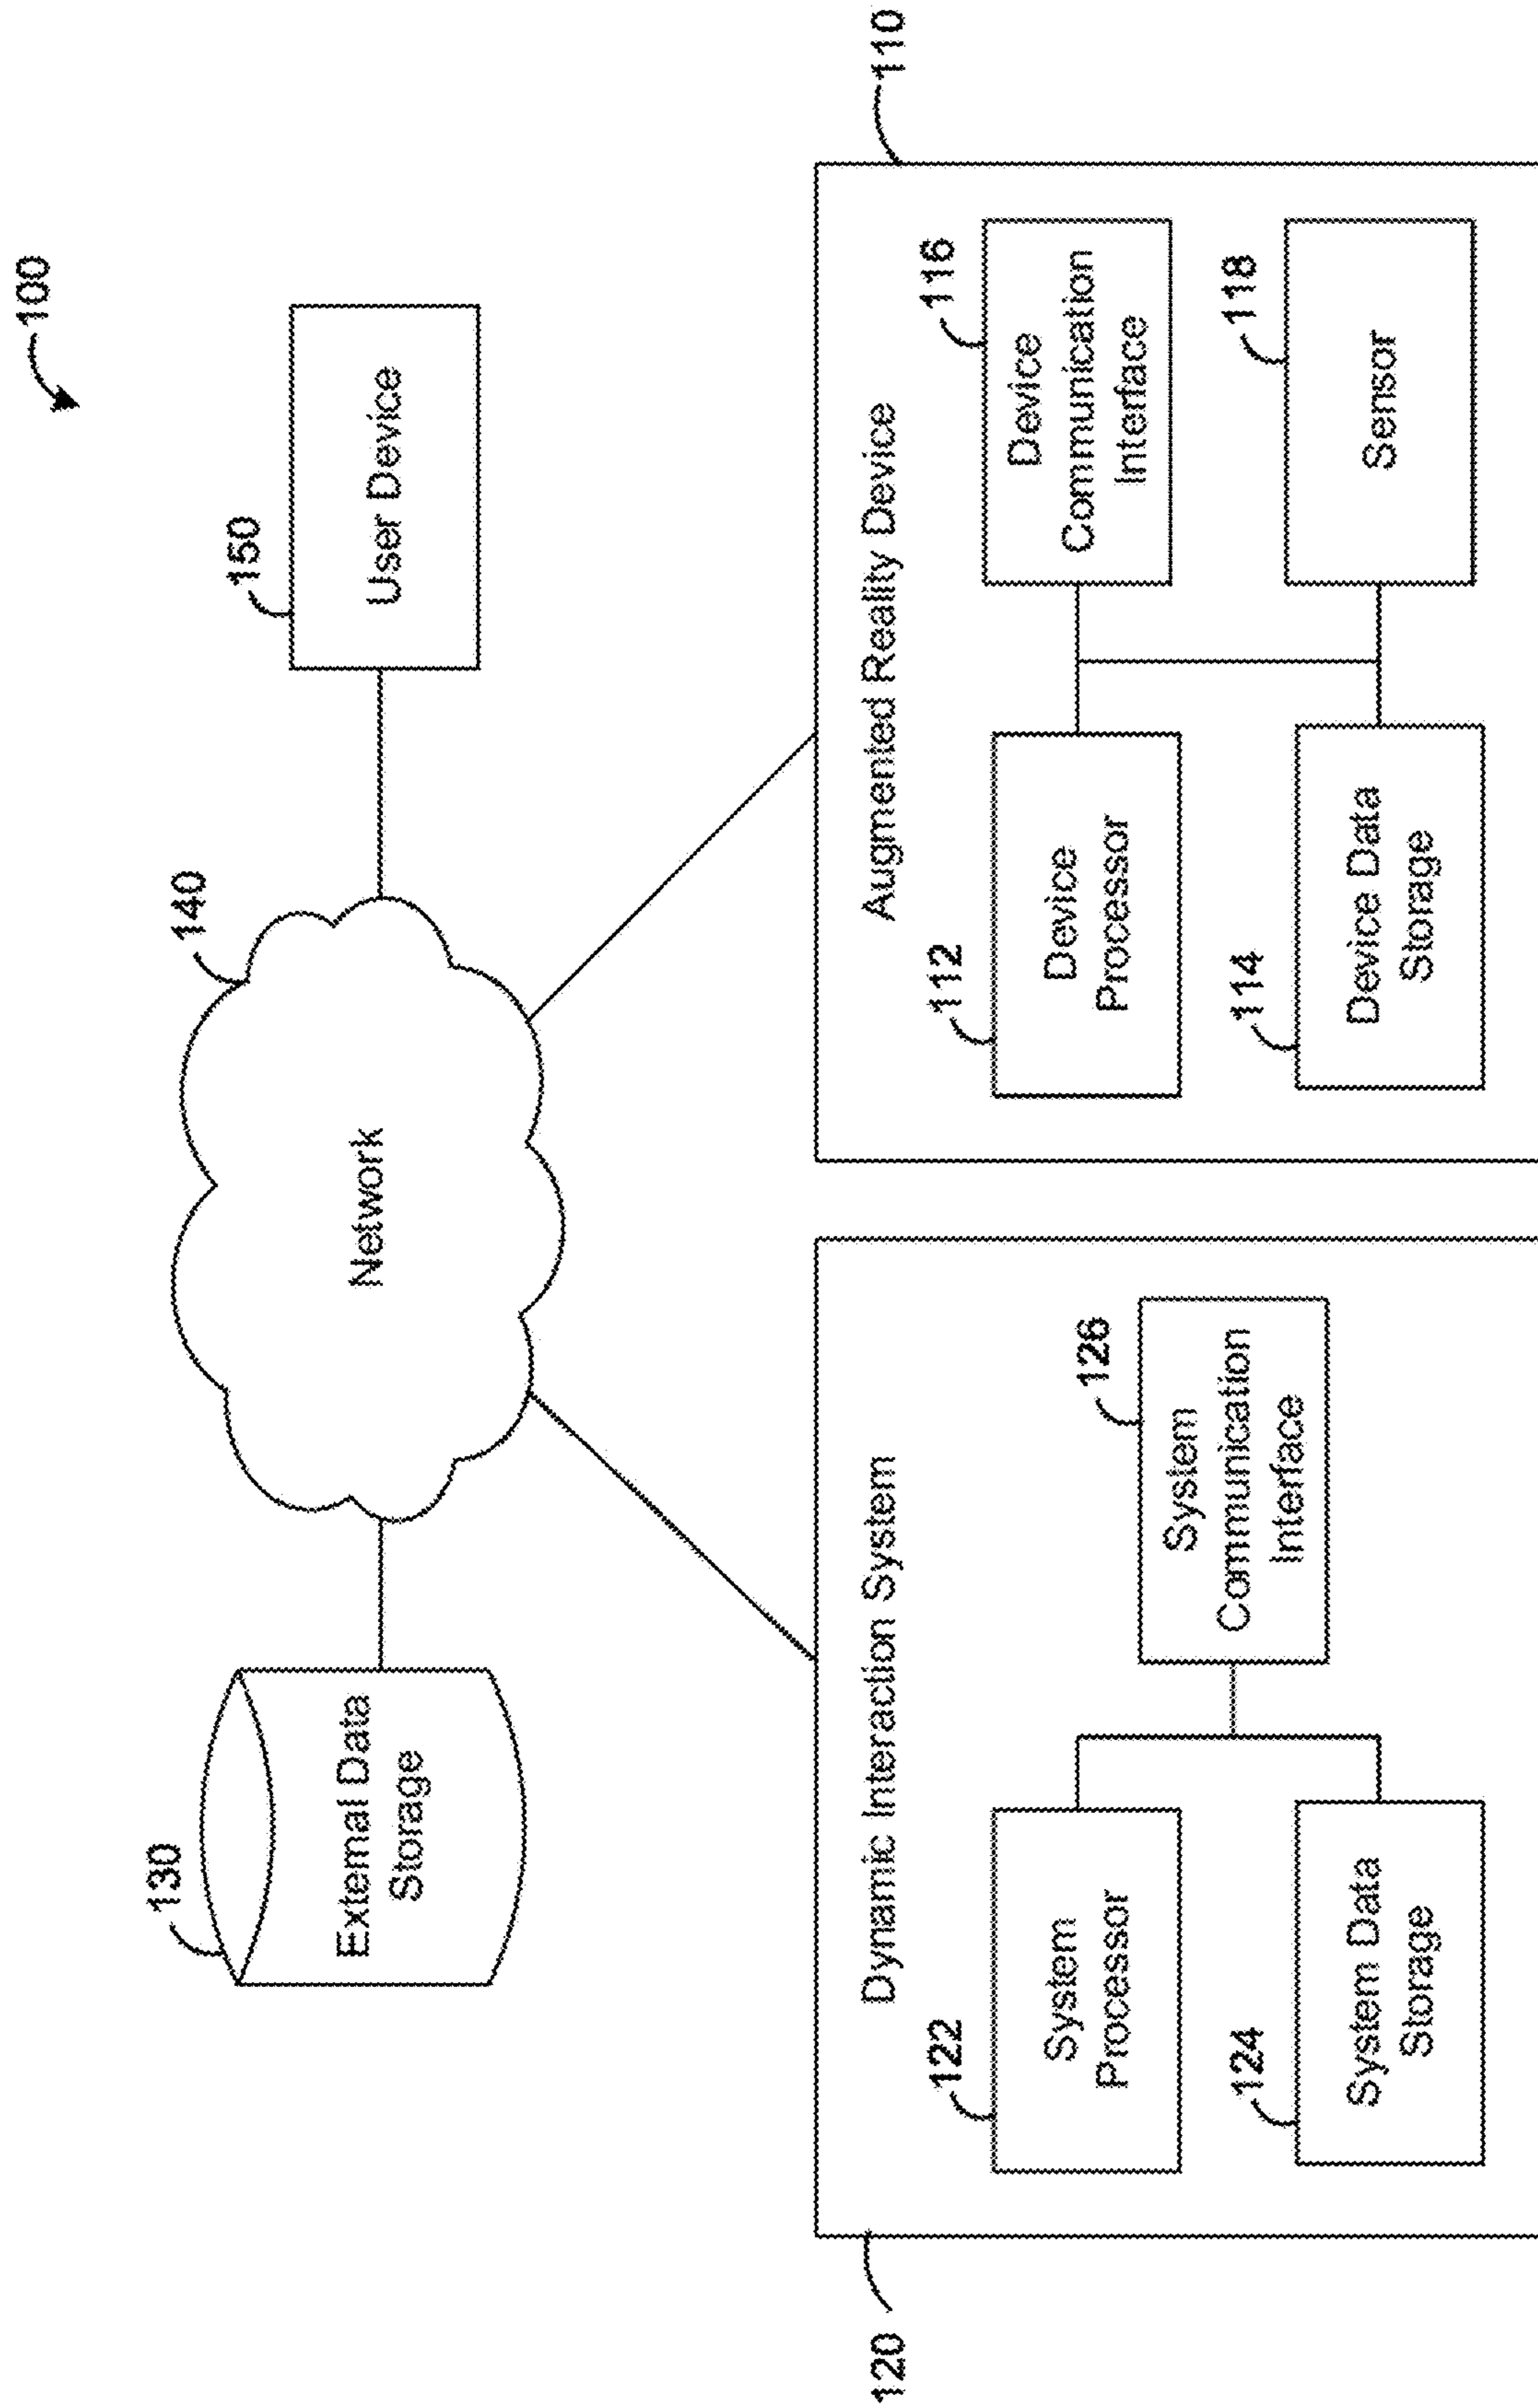 100
130
External Data
Storage
140
Network
150
User Device
120
Dynamic Interaction System
122
System
Processor
124
System Data
Storage
126
System
Communication
Interface
110
Augmented Reality Device
112
Device
Processor
114
Device Data
Storage
116
Device
Communication
Interface
118
Sensor